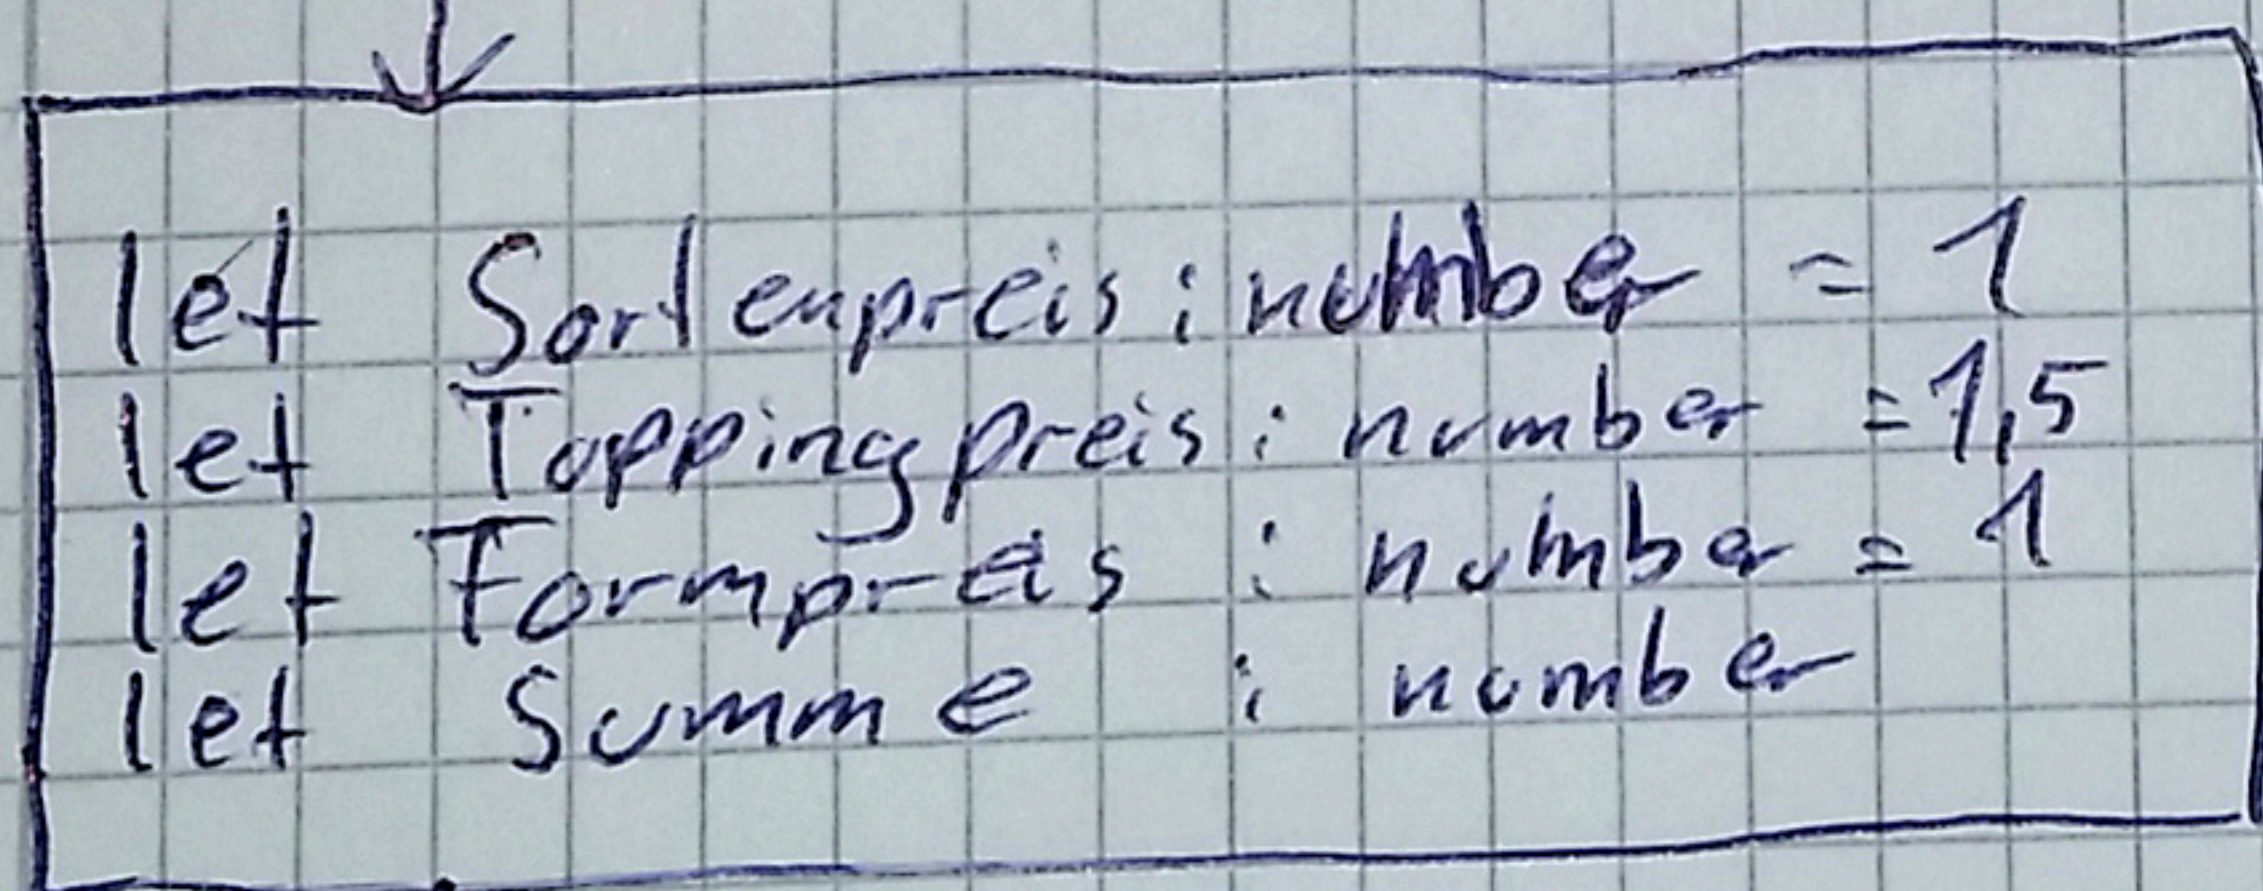 let Sortenpreis : number = 1
let Toppingpreis : number = 1,5
let Formpreis : number = 1
let Summe : number